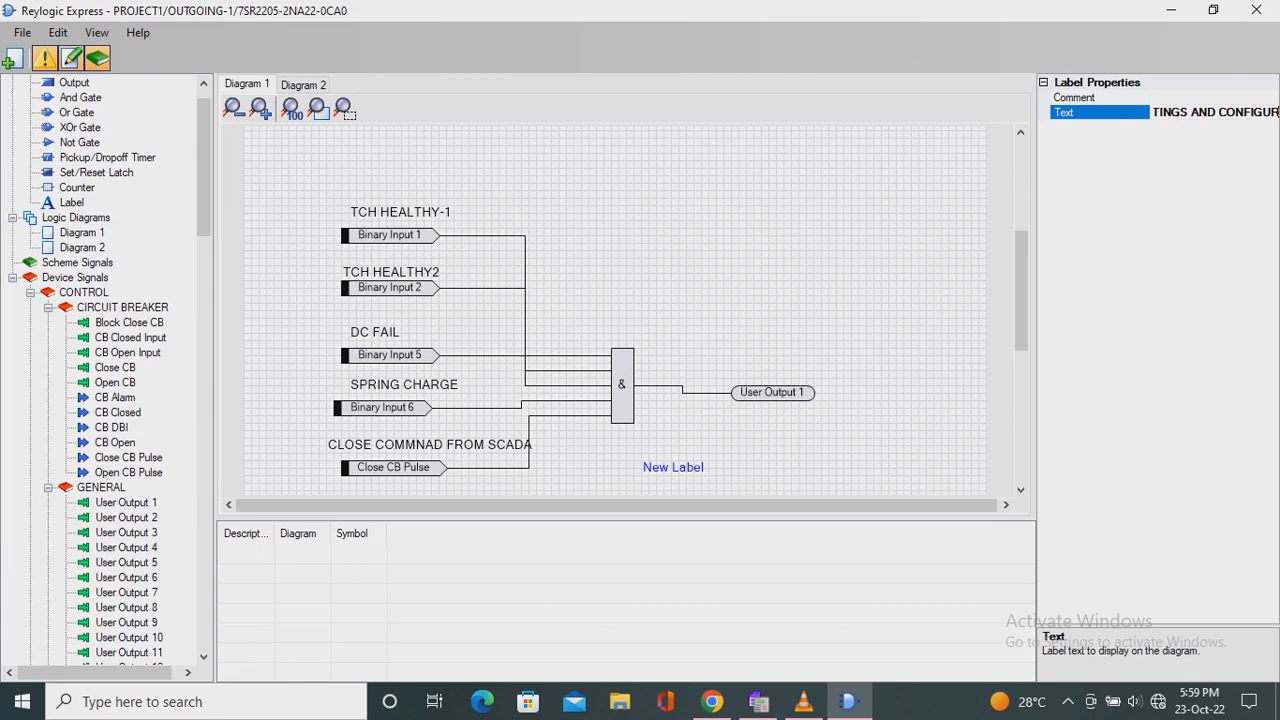 Reylogic Express - PROJECT1/OUTGOING-1/7SR2205-2NA22-0CA0
File Edit View Help
Output
And Gate
Or Gate
XOr Gate
Not Gate
Pickup/Dropoff Timer
Set/Reset Latch
Counter
A Label
Logic Diagrams
Diagram 1
Diagram 2
Scheme Signals
Device Signals
CONTROL
CIRCUIT BREAKER
Block Close CB
CB Closed Input
CB Open Input
Close CB
Open CB
CB Alarm
CB Closed
CB DBI
CB Open
Close CB Pulse
Open CB Pulse
GENERAL
User Output 1
User Output 2
User Output 3
User Output 4
User Output 5
User Output 6
User Output 7
User Output 8
User Output 9
User Output 10
User Output 11
Diagram 1 Diagram 2
100
TCH HEALTHY-1
Binary Input 1
TCH HEALTHY2
Binary Input 2
DC FAIL
Binary Input 5
SPRING CHARGE
Binary Input 6
CLOSE COMMNAD FROM SCADA
Close CB Pulse
&
User Output 1
New Label
Descript... Diagram Symbol
Label Properties
Comment
Text TINGS AND CONFIGUR
Activate Windows
Go to Settings to activate Windows.
Text
Label text to display on the diagram.
Type here to search
28°C
5:59 PM
23-Oct-22